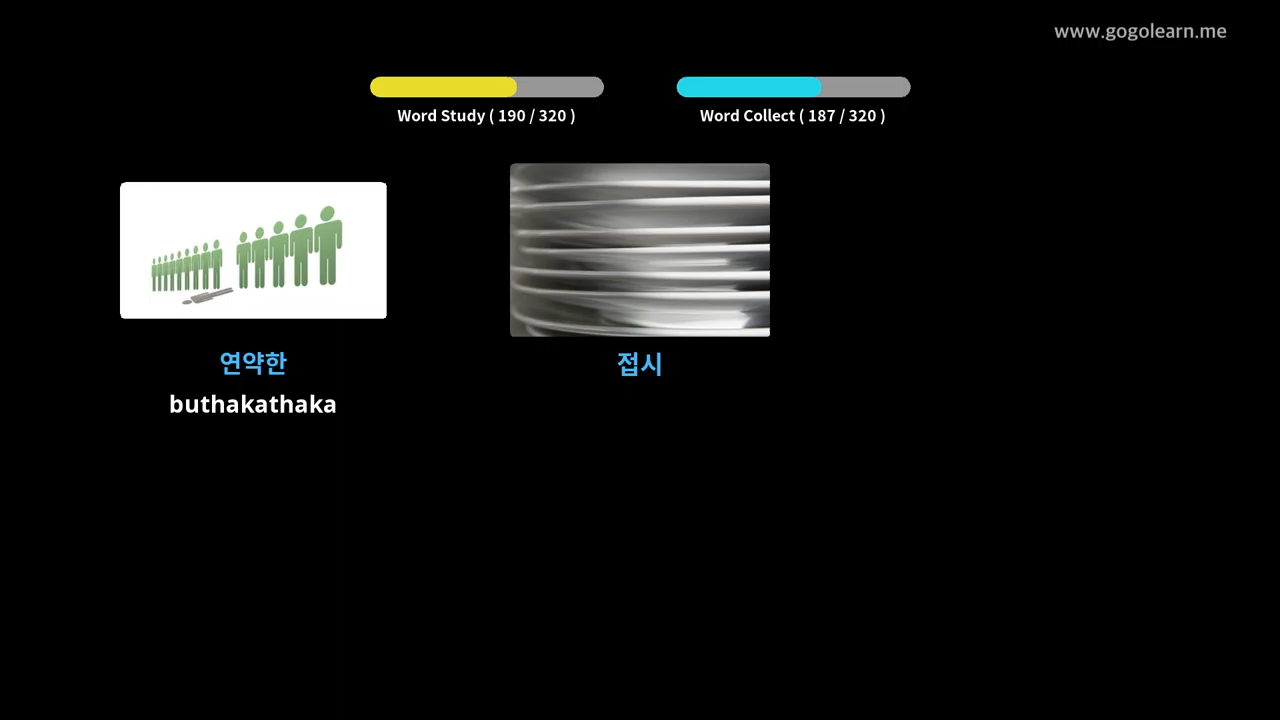 www.gogolearn.me
Word Study ( 190 / 320 )
Word Collect ( 187 / 320 )
연약한
접시
buthakathaka